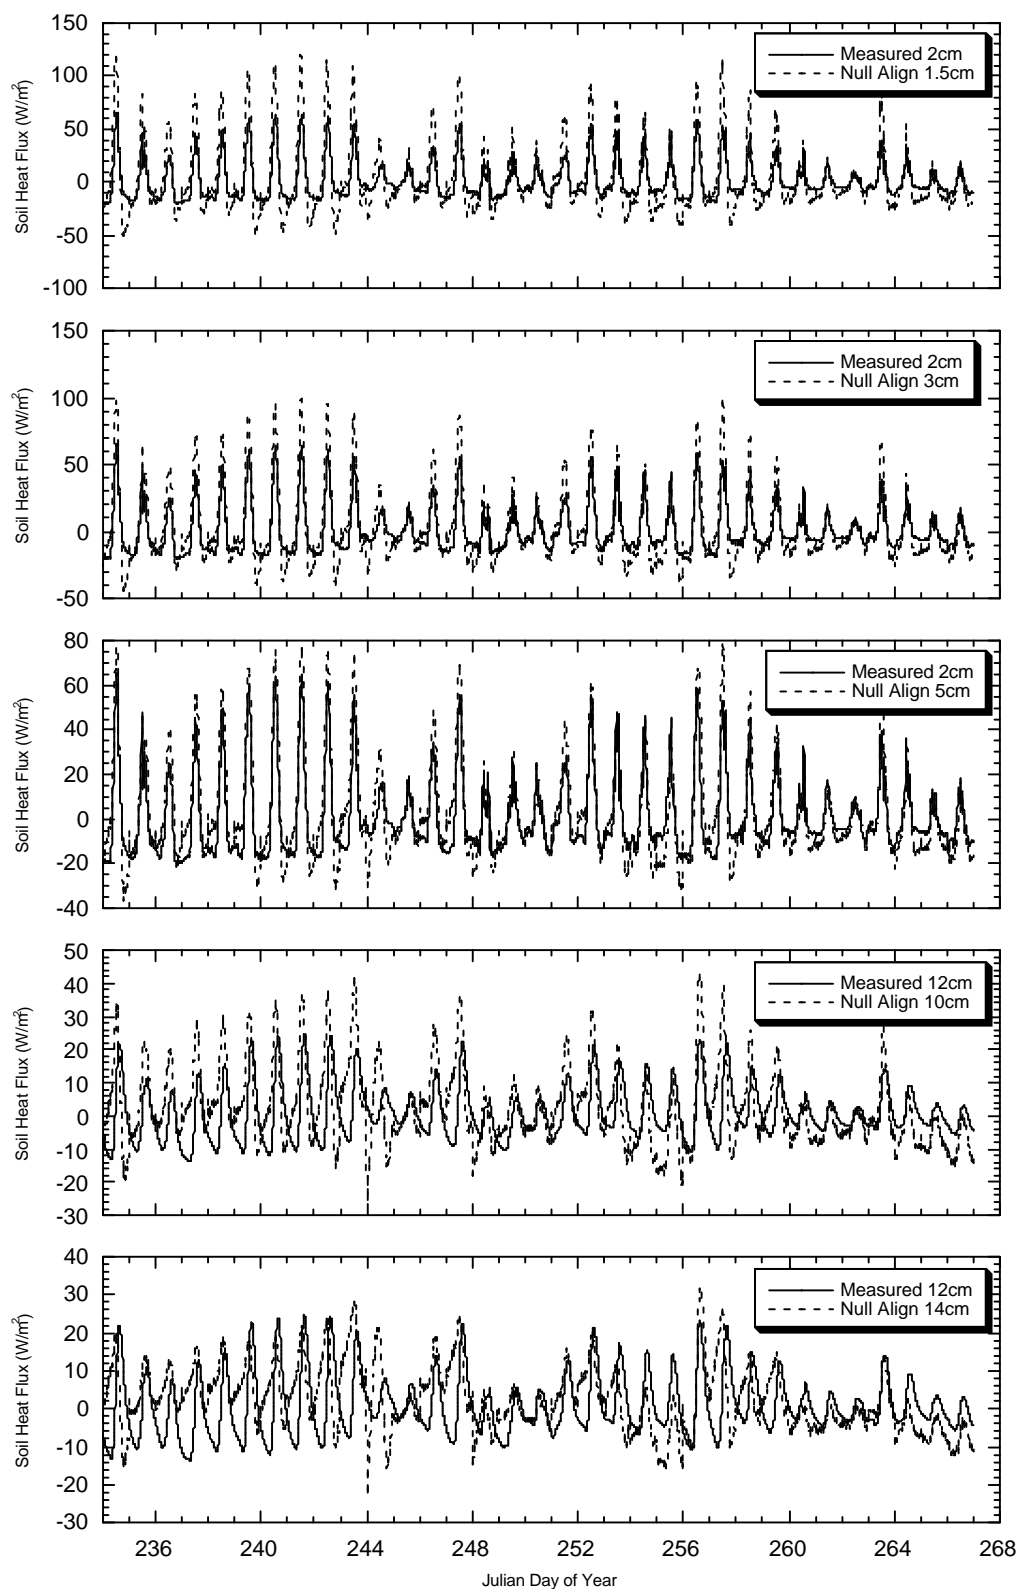 150
100
50
0
-50
-100
Soil Heat Flux (W/m²)
Measured 2cm
Null Align 1.5cm
150
100
50
0
-50
Soil Heat Flux (W/m²)
Measured 2cm
Null Align 3cm
80
60
40
20
0
-20
-40
Soil Heat Flux (W/m²)
Measured 2cm
Null Align 5cm
50
40
30
20
10
0
-10
-20
-30
Soil Heat Flux (W/m²)
Measured 12cm
Null Align 10cm
40
30
20
10
0
-10
-20
-30
Soil Heat Flux (W/m²)
Measured 12cm
Null Align 14cm
236 240 244 248 252 256 260 264 268
Julian Day of Year